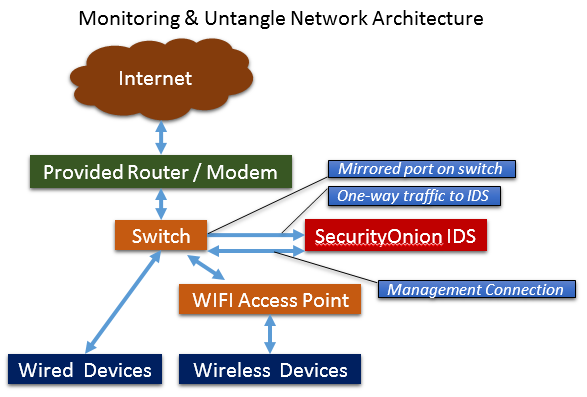 Monitoring & Untangle Network Architecture
Internet
Provided Router / Modem
Mirrored port on switch
One-way traffic to IDS
Switch
SecurityOnion IDS
Management Connection
WIFI Access Point
Wired Devices
Wireless Devices